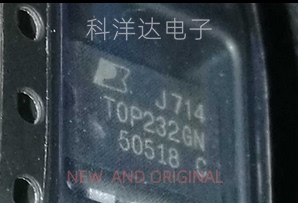 科洋达电子
J714
TOP232GN
50518 C
NEW AND ORIGINAL